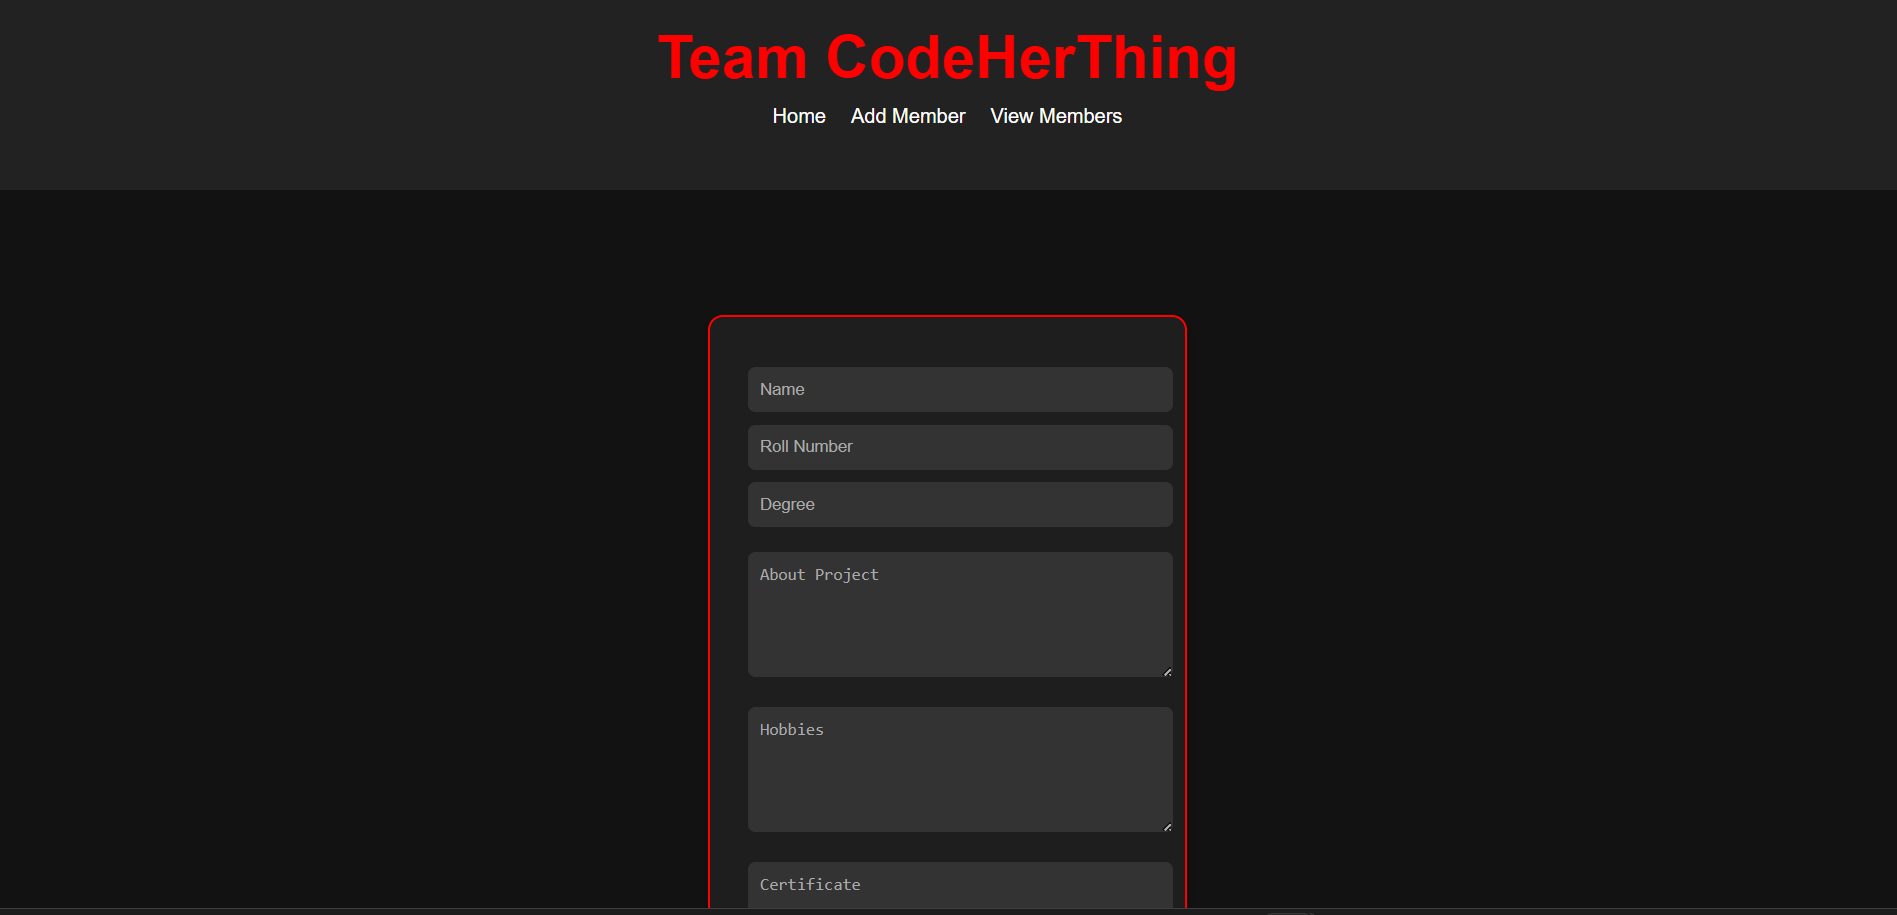 Team CodeHerThing
Home Add Member View Members
Name
Roll Number
Degree
About Project
Hobbies
Certificate